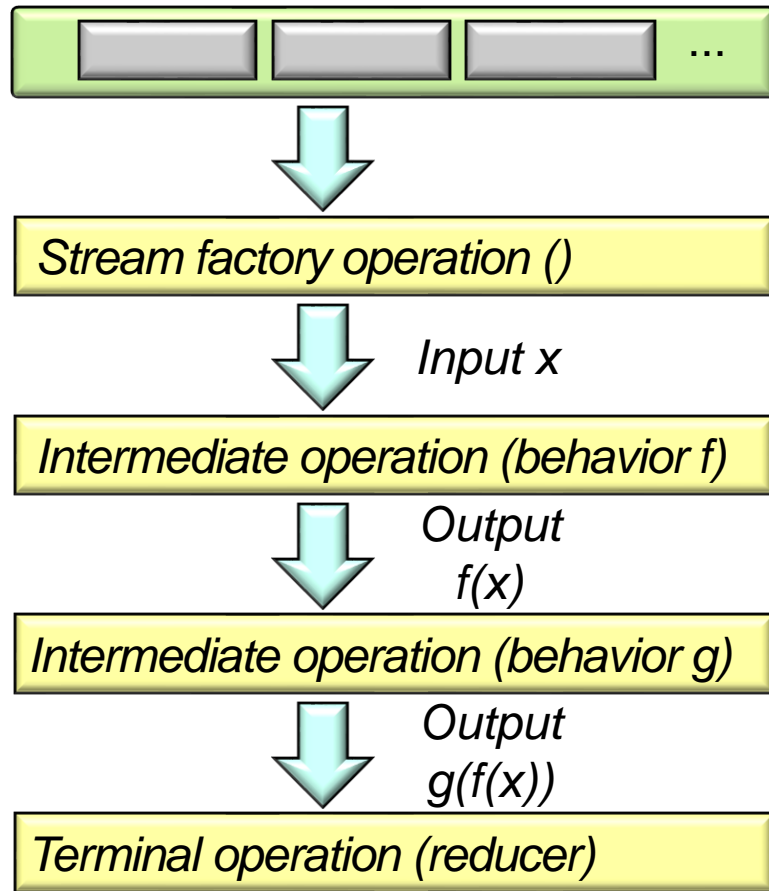 ...
Stream factory operation ()
Input x
Intermediate operation (behavior f)
Output
f(x)
Intermediate operation (behavior g)
Output
g(f(x))
Terminal operation (reducer)